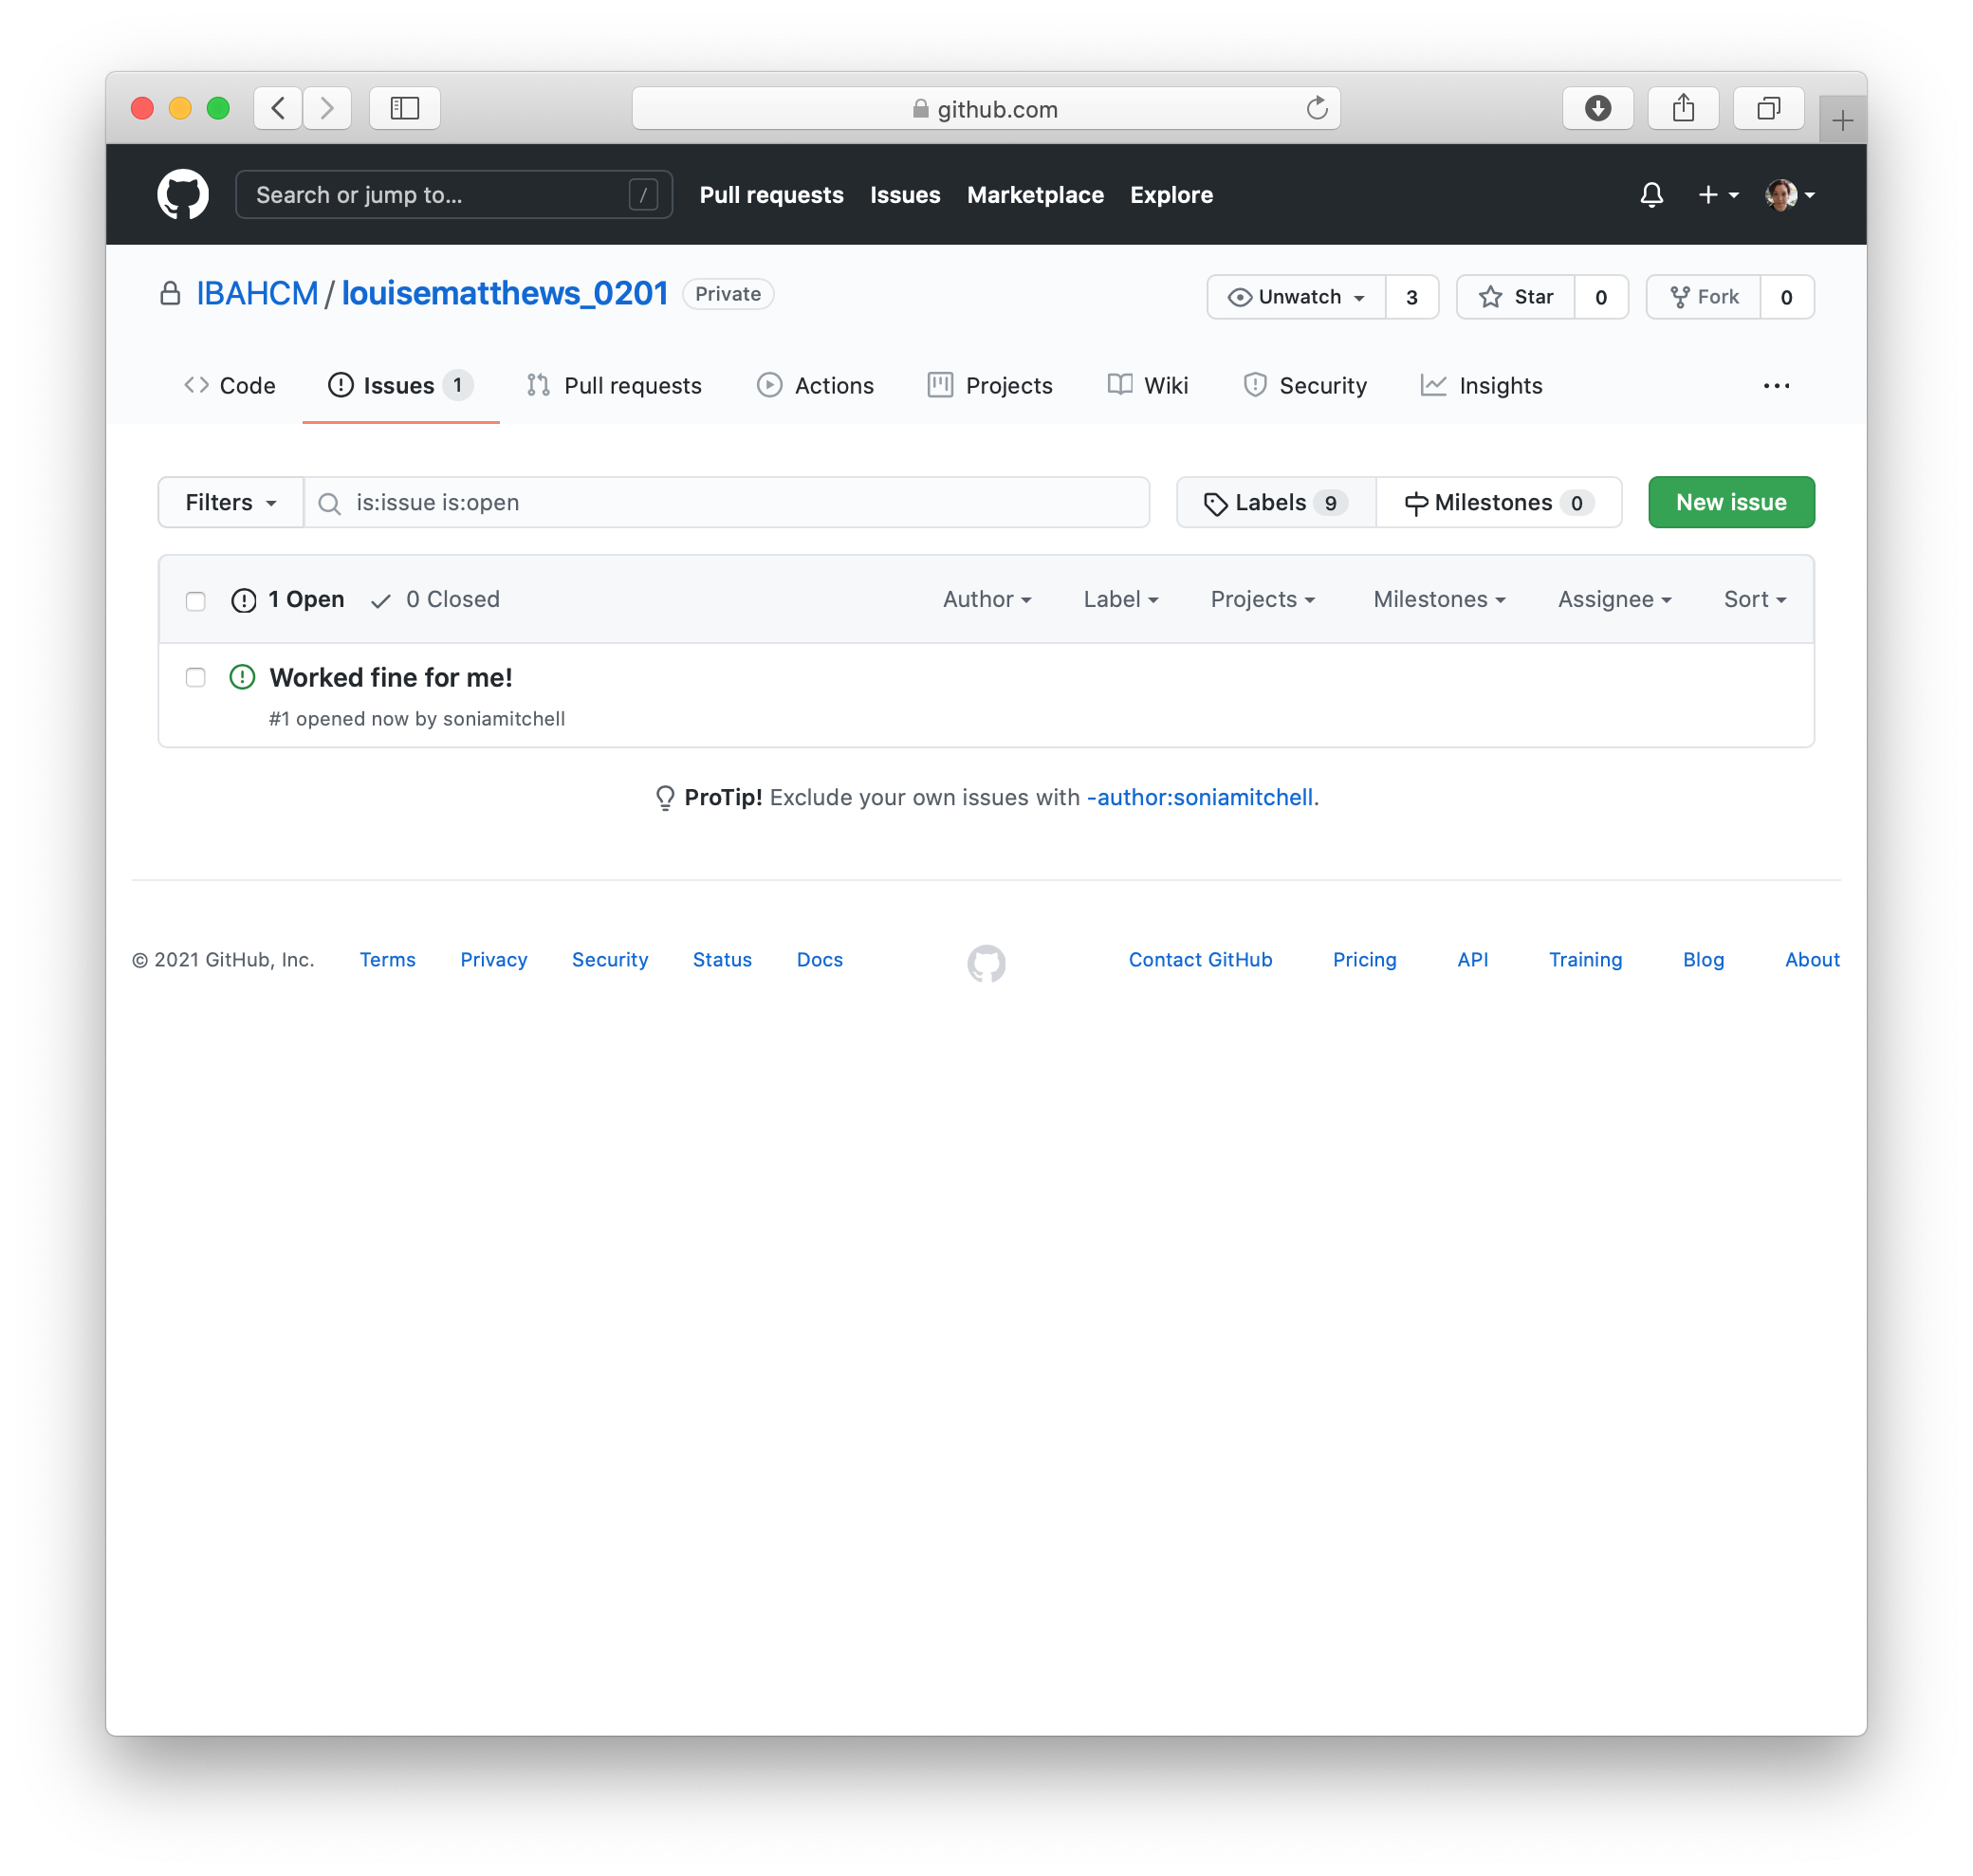 github.com
Search or jump to... / Pull requests Issues Marketplace Explore
IBAHCM / louisematthews_0201 Private Unwatch 3 Star 0 Fork 0
Code Issues 1 Pull requests Actions Projects Wiki Security Insights
Filters is:issue is:open Labels 9 Milestones 0 New issue
1 Open 0 Closed Author Label Projects Milestones Assignee Sort
Worked fine for me!
#1 opened now by soniamitchell
ProTip! Exclude your own issues with -author:soniamitchell.
© 2021 GitHub, Inc. Terms Privacy Security Status Docs Contact GitHub Pricing API Training Blog About